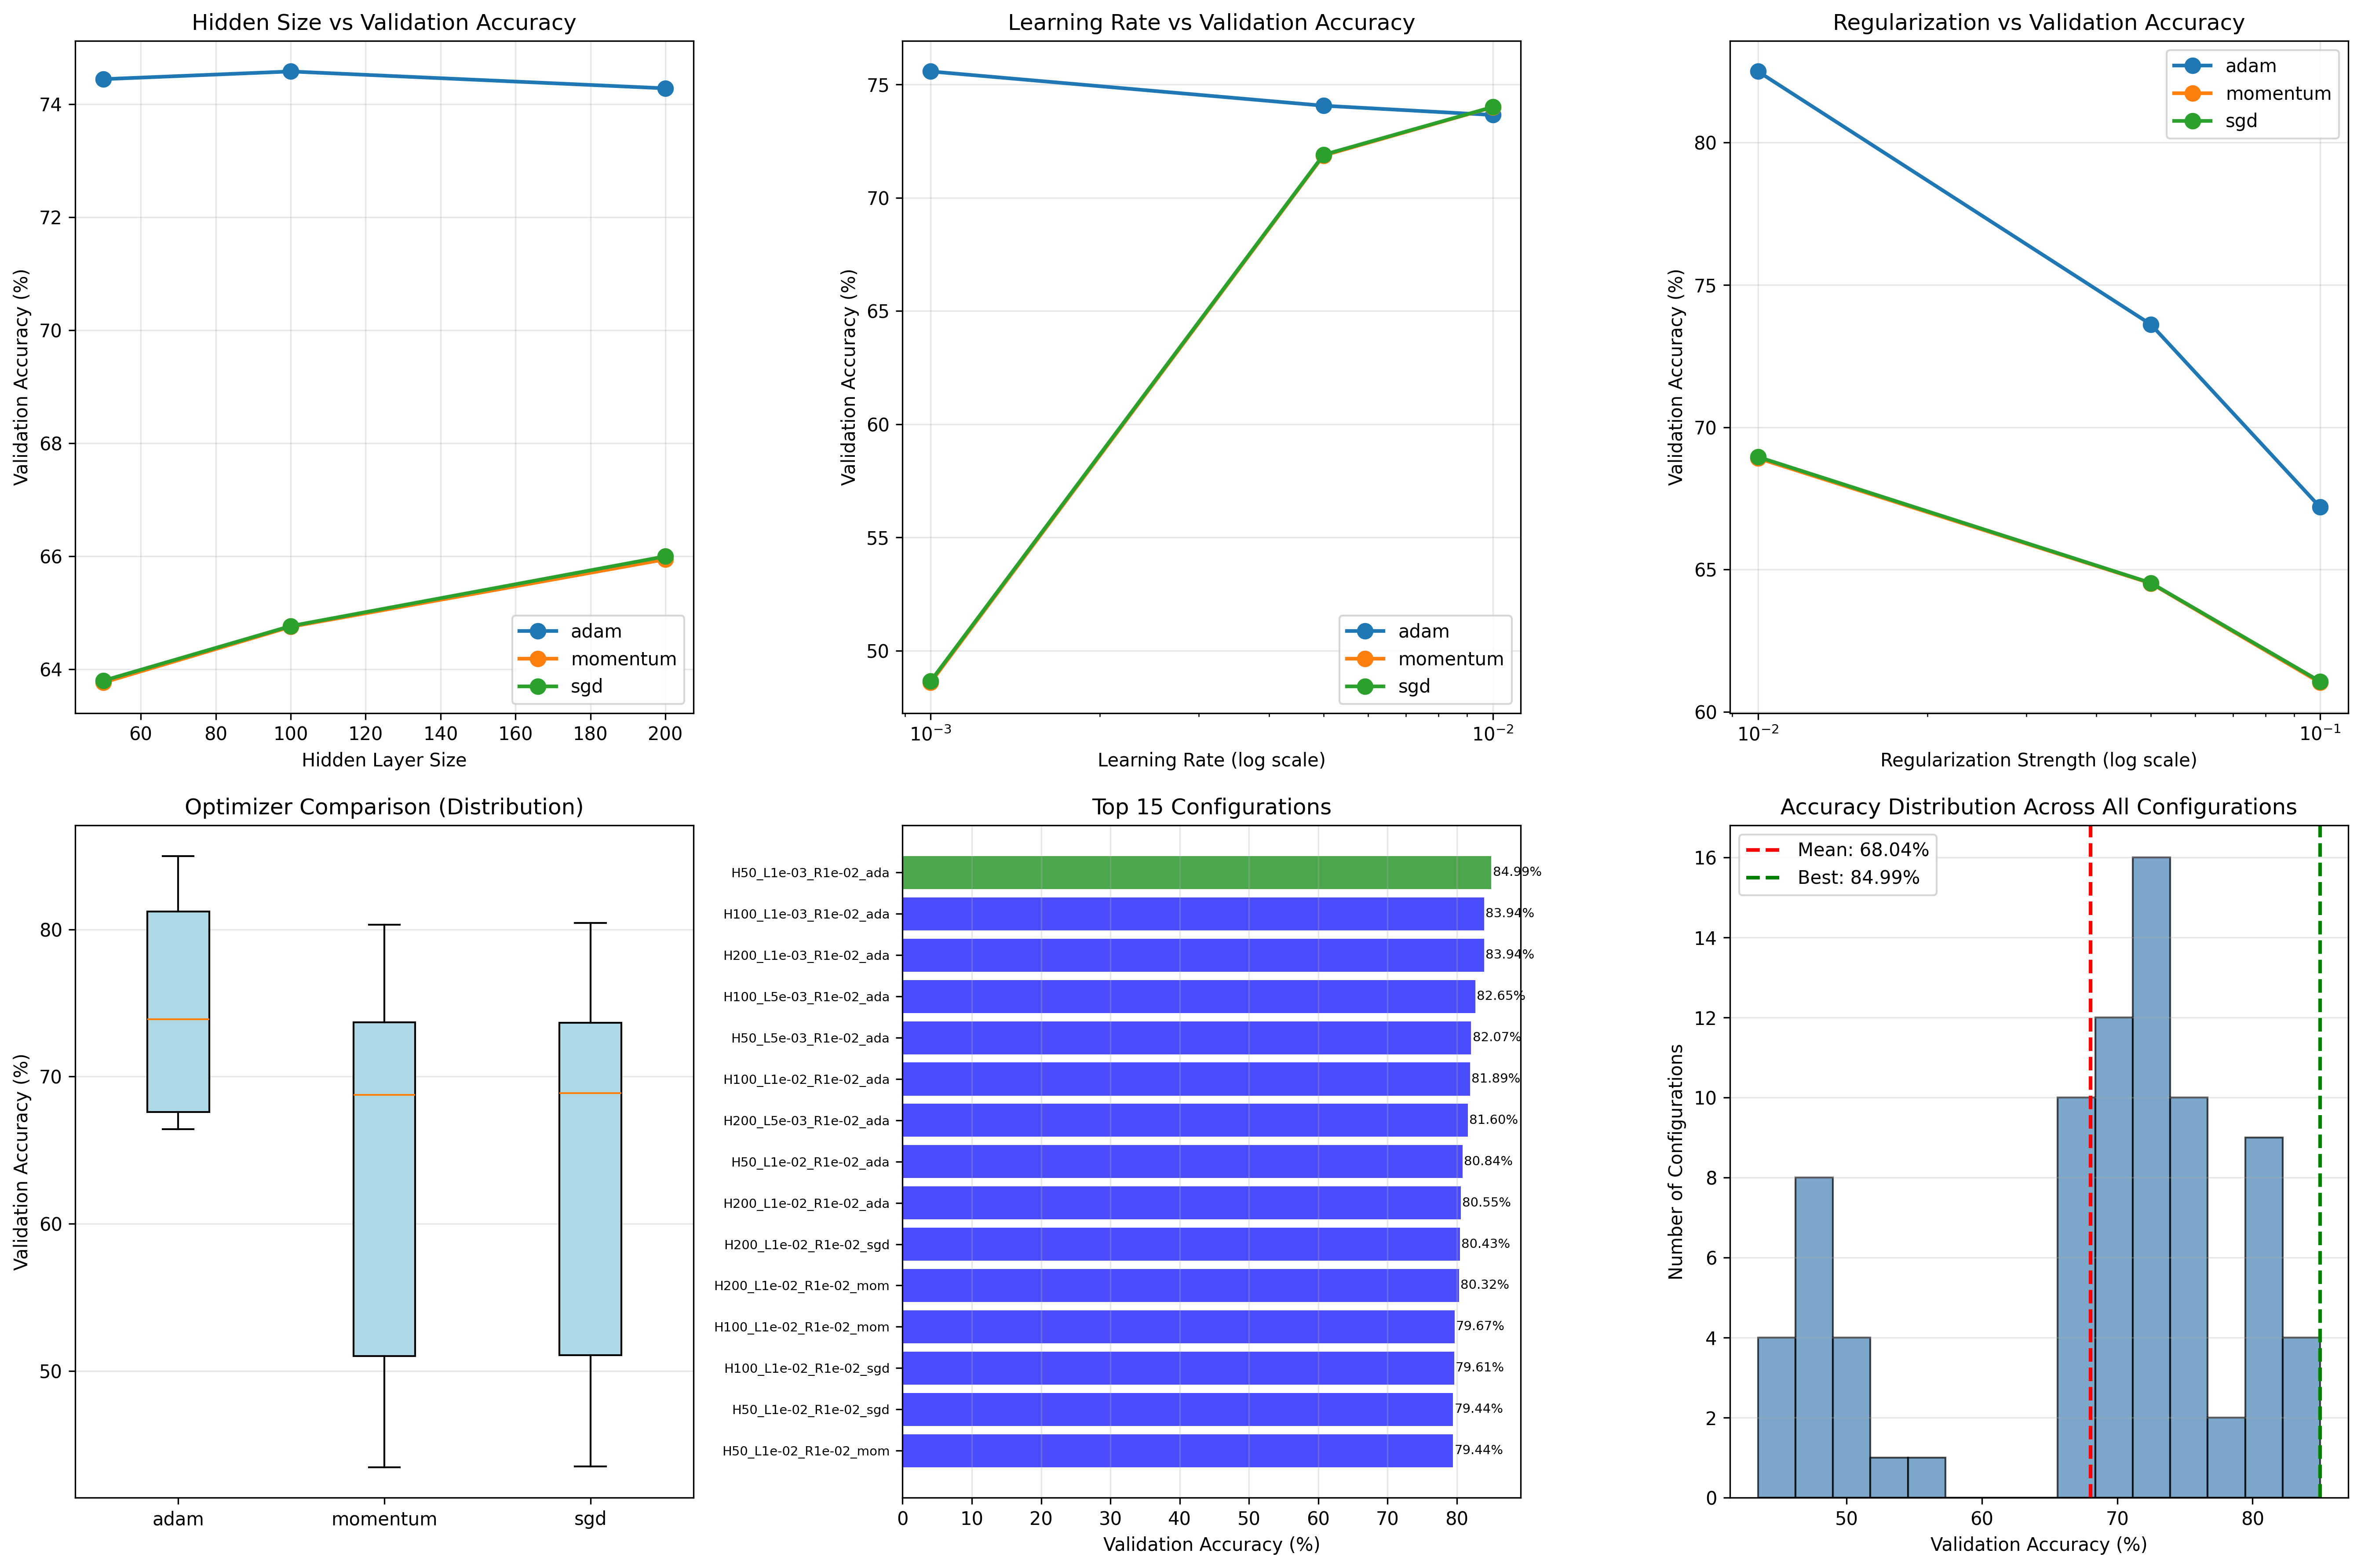 Hidden Size vs Validation Accuracy
Validation Accuracy (%)
74
72
70
68
66
64
60 80 100 120 140 160 180 200
Hidden Layer Size
adam
momentum
sgd
Learning Rate vs Validation Accuracy
Validation Accuracy (%)
75
70
65
60
55
50
10⁻³ 10⁻²
Learning Rate (log scale)
adam
momentum
sgd
Regularization vs Validation Accuracy
Validation Accuracy (%)
80
75
70
65
60
10⁻² 10⁻¹
Regularization Strength (log scale)
adam
momentum
sgd
Optimizer Comparison (Distribution)
Validation Accuracy (%)
80
70
60
50
adam momentum sgd
Top 15 Configurations
H50_L1e-03_R1e-02_ada 84.99%
H100_L1e-03_R1e-02_ada 83.94%
H200_L1e-03_R1e-02_ada 83.94%
H100_L5e-03_R1e-02_ada 82.65%
H50_L5e-03_R1e-02_ada 82.07%
H100_L1e-02_R1e-02_ada 81.89%
H200_L5e-03_R1e-02_ada 81.60%
H50_L1e-02_R1e-02_ada 80.84%
H200_L1e-02_R1e-02_ada 80.55%
H200_L1e-02_R1e-02_sgd 80.43%
H200_L1e-02_R1e-02_mom 80.32%
H100_L1e-02_R1e-02_mom 79.67%
H100_L1e-02_R1e-02_sgd 79.61%
H50_L1e-02_R1e-02_sgd 79.44%
H50_L1e-02_R1e-02_mom 79.44%
0 10 20 30 40 50 60 70 80
Validation Accuracy (%)
Accuracy Distribution Across All Configurations
Mean: 68.04%
Best: 84.99%
Number of Configurations
16
14
12
10
8
6
4
2
0
50 60 70 80
Validation Accuracy (%)